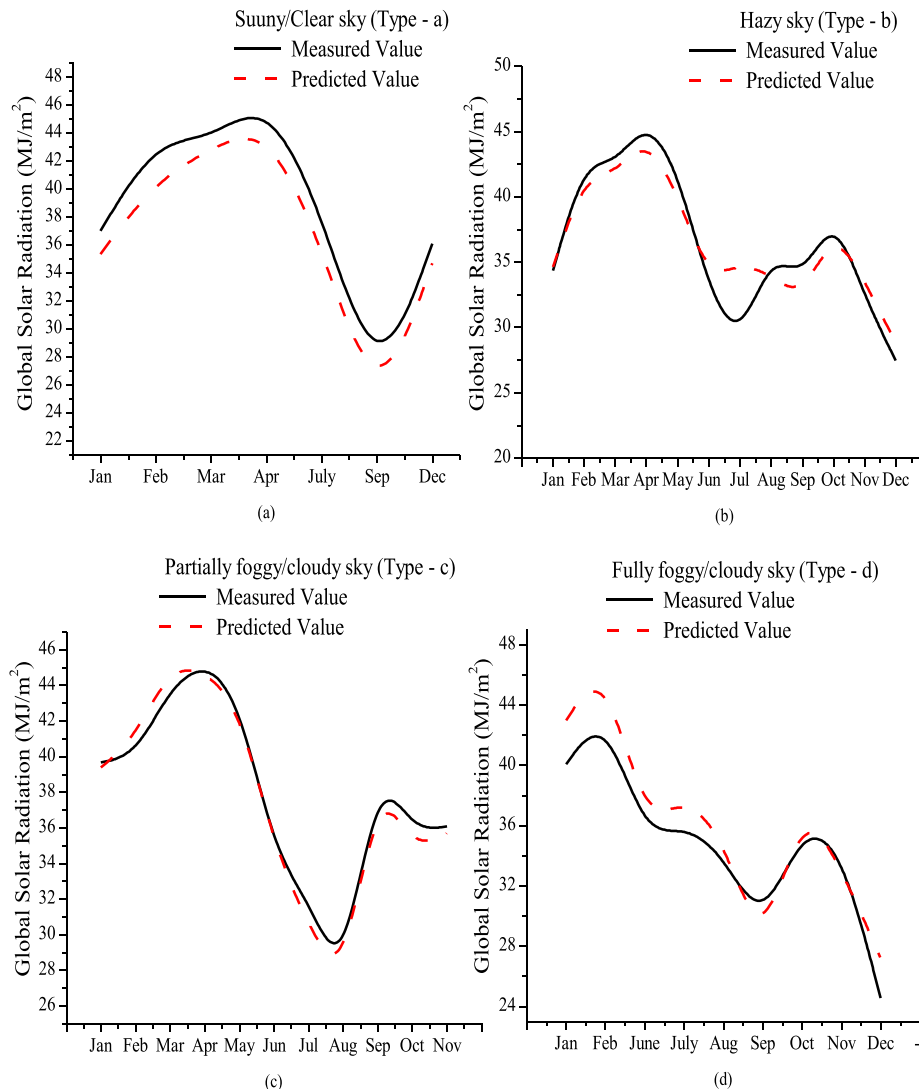 Suuny/Clear sky (Type - a)
Measured Value
Predicted Value
Global Solar Radiation (MJ/m²)
48
46
44
42
40
38
36
34
32
30
28
26
24
22
21
Jan Feb Mar Apr July Sep Dec
(a)
Hazy sky (Type - b)
Measured Value
Predicted Value
Global Solar Radiation (MJ/m²)
50
45
40
35
30
25
20
Jan Feb Mar Apr May Jun Jul Aug Sep Oct Nov Dec
(b)
Partially foggy/cloudy sky (Type - c)
Measured Value
Predicted Value
Global Solar Radiation (MJ/m²)
46
44
42
40
38
36
34
32
30
28
26
Jan Feb Mar Apr May Jun Jul Aug Sep Oct Nov
(c)
Fully foggy/cloudy sky (Type - d)
Measured Value
Predicted Value
Global Solar Radiation (MJ/m²)
48
44
40
36
32
28
24
Jan Feb June July Aug Sep Oct Nov Dec -
(d)